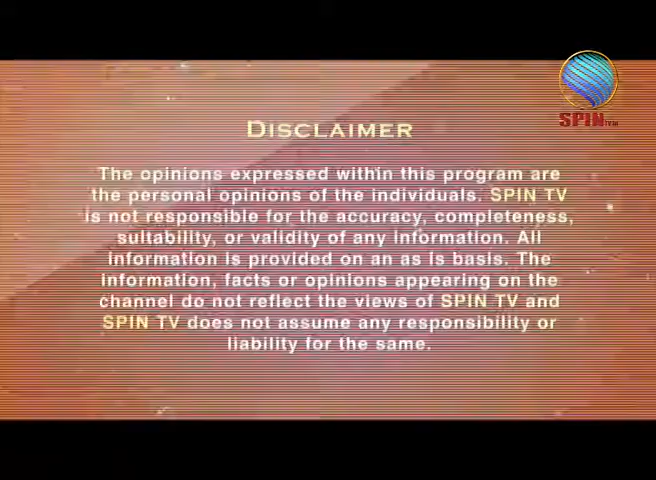 SPIN
DISCLAIMER
The opinions expressed within this program are
the personal opinions of the individuals. SPIN TV
is not responsible for the accuracy, completeness,
suitability, or validity of any information. All
information is provided on an as is basis. The
information, facts or opinions appearing on the
channel do not reflect the views of SPIN TV and
SPIN TV does not assume any responsibility or
liability for the same.